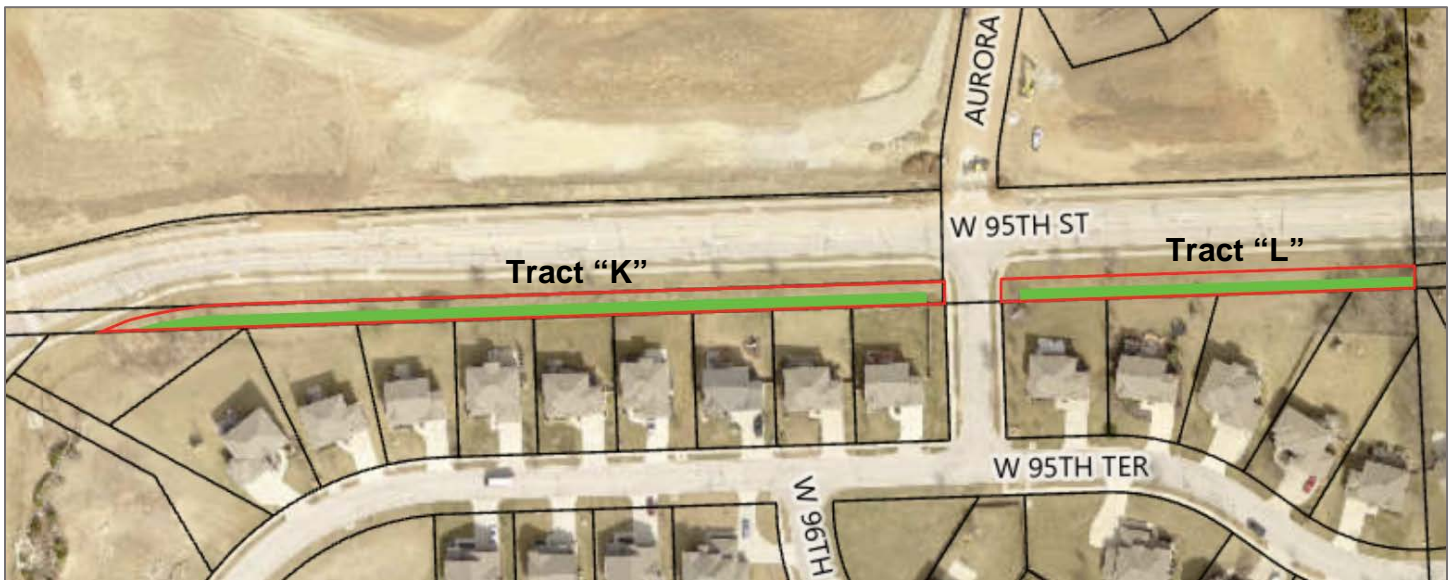 AURORA
W 95TH ST
Tract “K”
Tract “L”
W 95TH TER
W 96TH